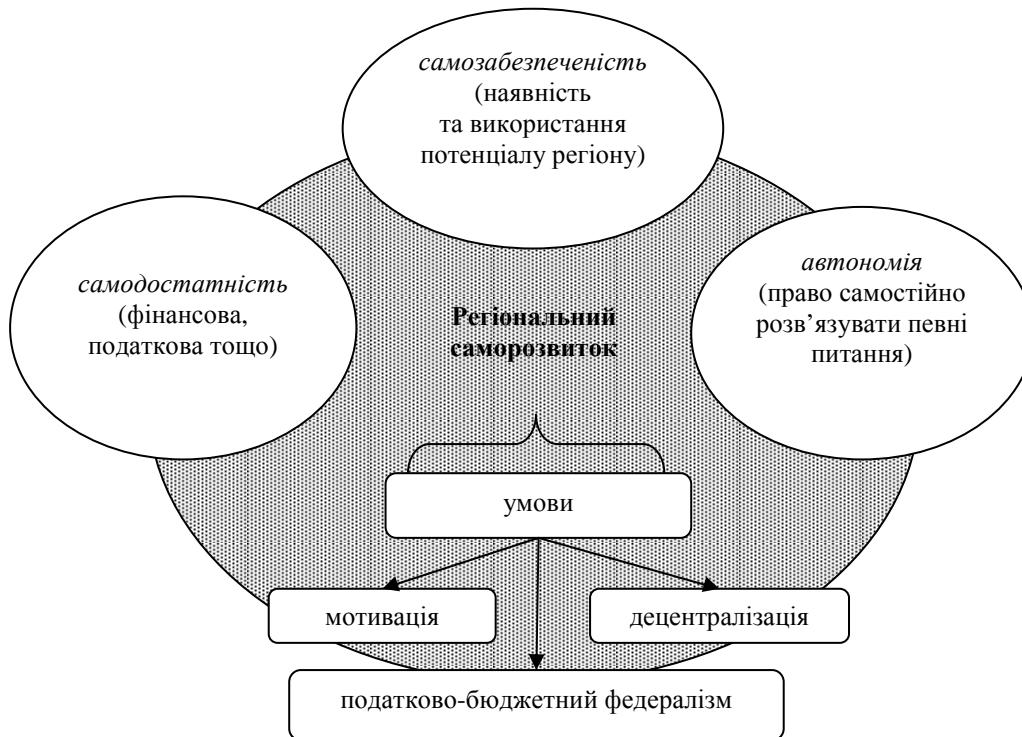 самозабезпеченість
(наявність
та використання
потенціалу регіону)
самодостатність
(фінансова,
податкова тощо)
Регіональний
саморозвиток
автономія
(право самостійно
розв’язувати певні
питання)
умови
мотивація
децентралізація
податково-бюджетний федералізм